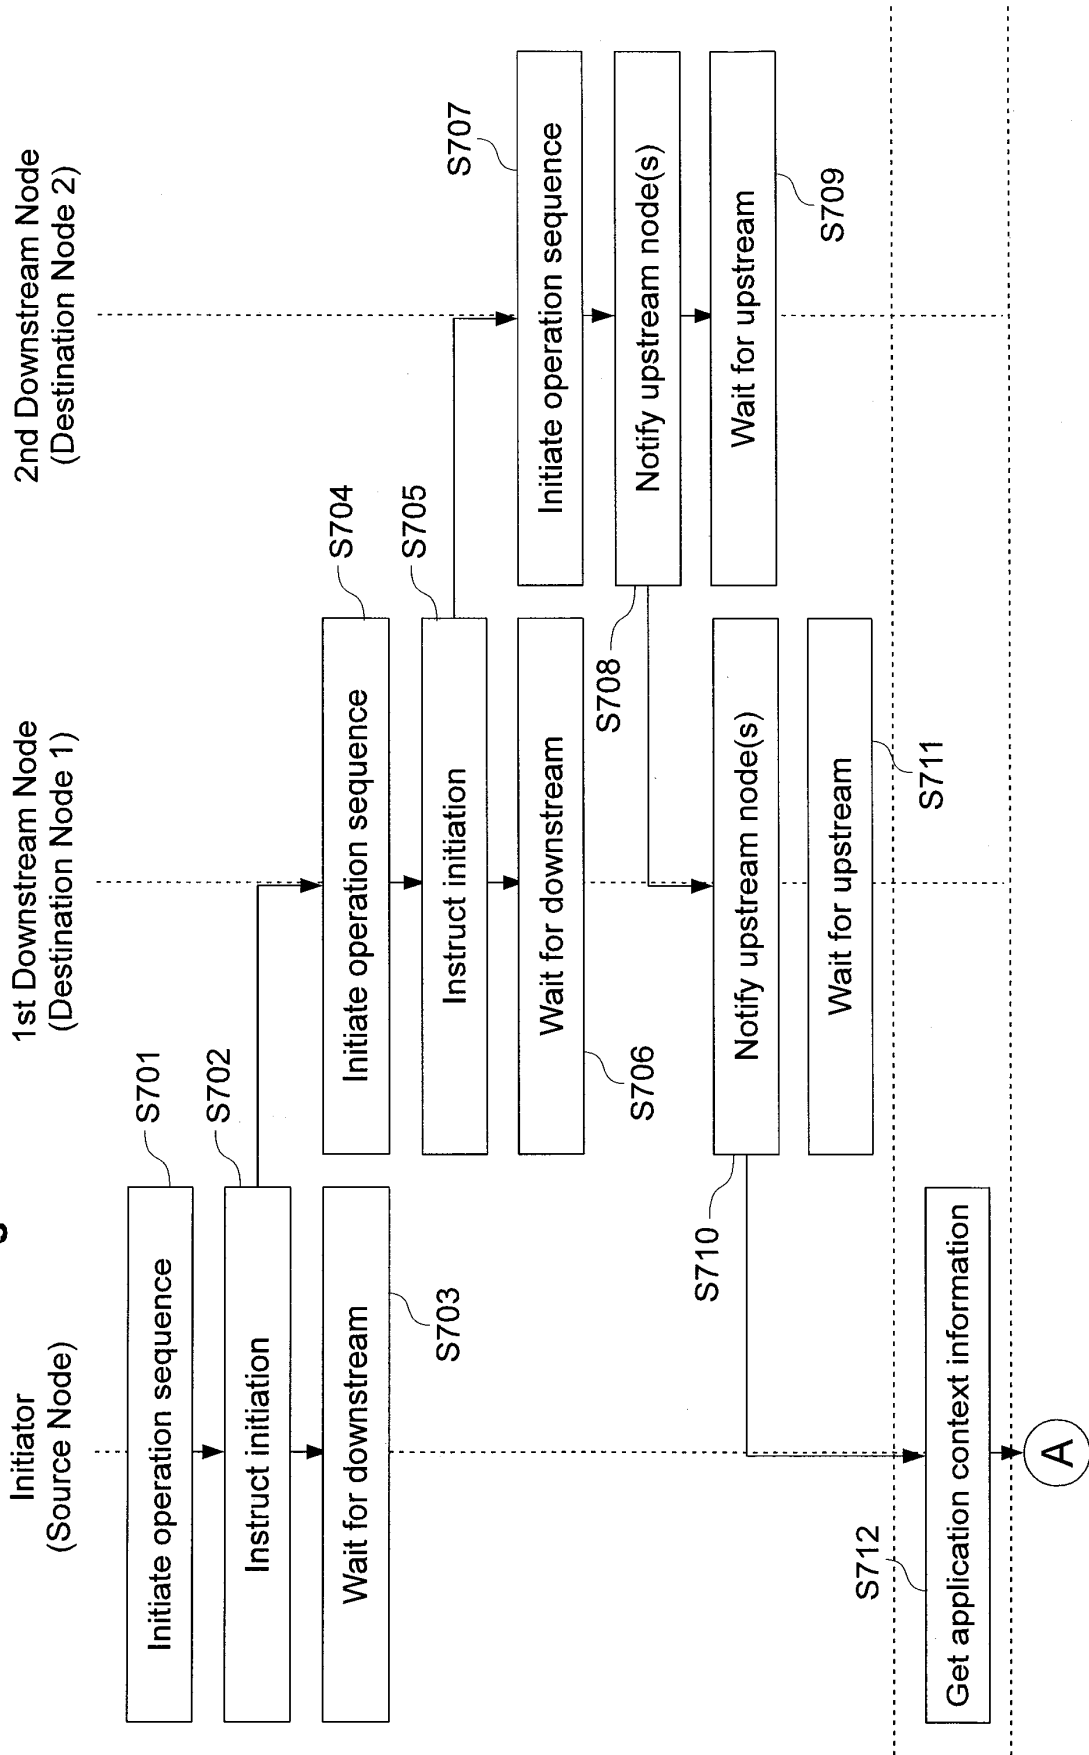 Initiator
(Source Node)
1st Downstream Node
(Destination Node 1)
2nd Downstream Node
(Destination Node 2)
Initiate operation sequence
S701
Instruct initiation
S702
Wait for downstream
S703
Initiate operation sequence
S704
Instruct initiation
S705
Wait for downstream
S706
Initiate operation sequence
S707
Notify upstream node(s)
S708
Wait for upstream
S709
Notify upstream node(s)
S710
Wait for upstream
S711
Get application context information
S712
A